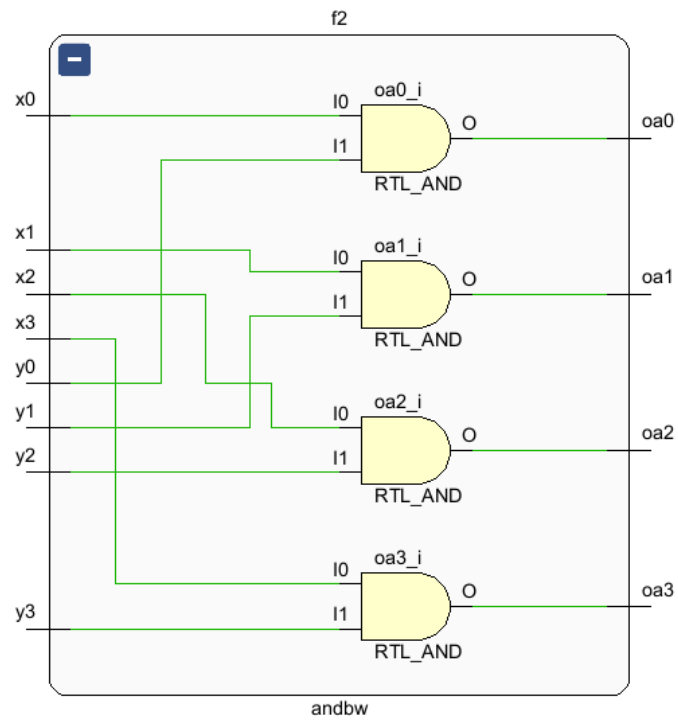 f2
x0
I0
oa0_i
O
oa0
I1
RTL_AND
x1
I0
oa1_i
O
oa1
x2
I1
RTL_AND
x3
y0
y1
I0
oa2_i
O
oa2
y2
I1
RTL_AND
I0
oa3_i
O
oa3
y3
I1
RTL_AND
andbw